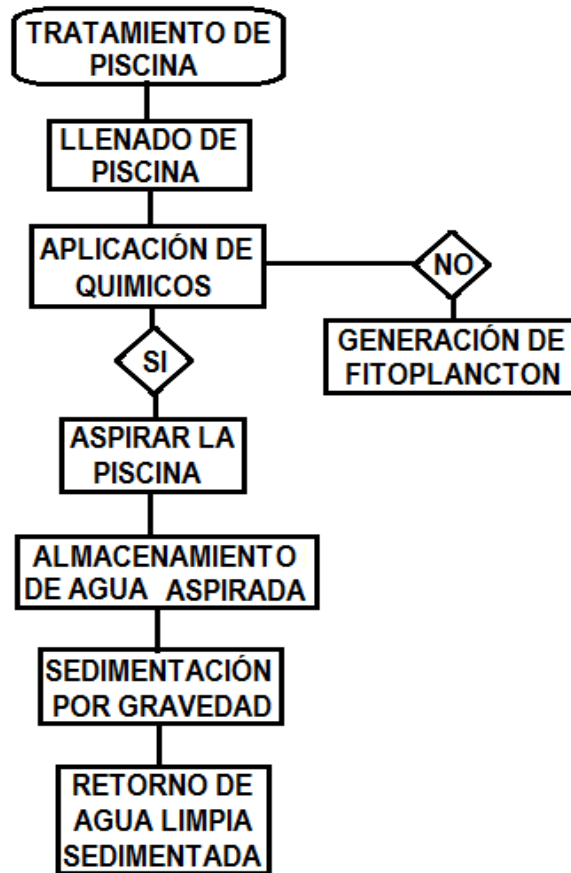 TRATAMIENTO DE
PISCINA
LLENADO DE
PISCINA
APLICACIÓN DE
QUIMICOS
NO
GENERACIÓN DE
FITOPLANCTON
SI
ASPIRAR LA
PISCINA
ALMACENAMIENTO
DE AGUA ASPIRADA
SEDIMENTACIÓN
POR GRAVEDAD
RETORNO DE
AGUA LIMPIA
SEDIMENTADA